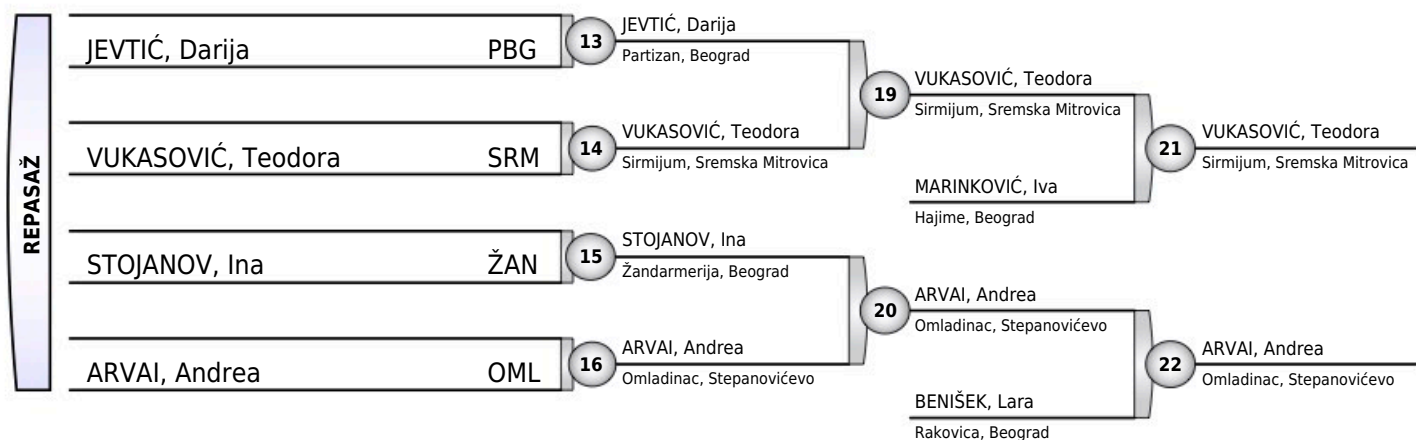 REPASAŽ
JEVTIĆ, Darija PBG
VUKASOVIĆ, Teodora SRM
STOJANOV, Ina ŽAN
ARVAI, Andrea OML
13
JEVTIĆ, Darija
Partizan, Beograd
14
VUKASOVIĆ, Teodora
Sirmijum, Sremska Mitrovica
15
STOJANOV, Ina
Žandarmerija, Beograd
16
ARVAI, Andrea
Omladinac, Stepanovićevo
19
VUKASOVIĆ, Teodora
Sirmijum, Sremska Mitrovica
MARINKOVIĆ, Iva
Hajime, Beograd
20
ARVAI, Andrea
Omladinac, Stepanovićevo
BENIŠEK, Lara
Rakovica, Beograd
21
VUKASOVIĆ, Teodora
Sirmijum, Sremska Mitrovica
22
ARVAI, Andrea
Omladinac, Stepanovićevo